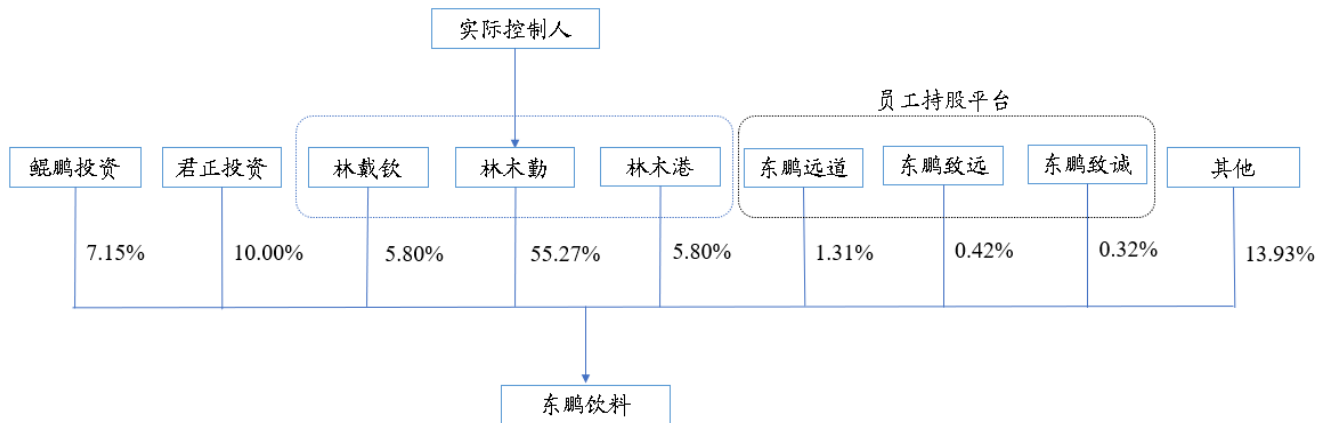 实际控制人
员工持股平台
鲲鹏投资
君正投资
林戴钦
林木勤
林木港
东鹏远道
东鹏致远
东鹏致诚
其他
7.15%
10.00%
5.80%
55.27%
5.80%
1.31%
0.42%
0.32%
13.93%
东鹏饮料